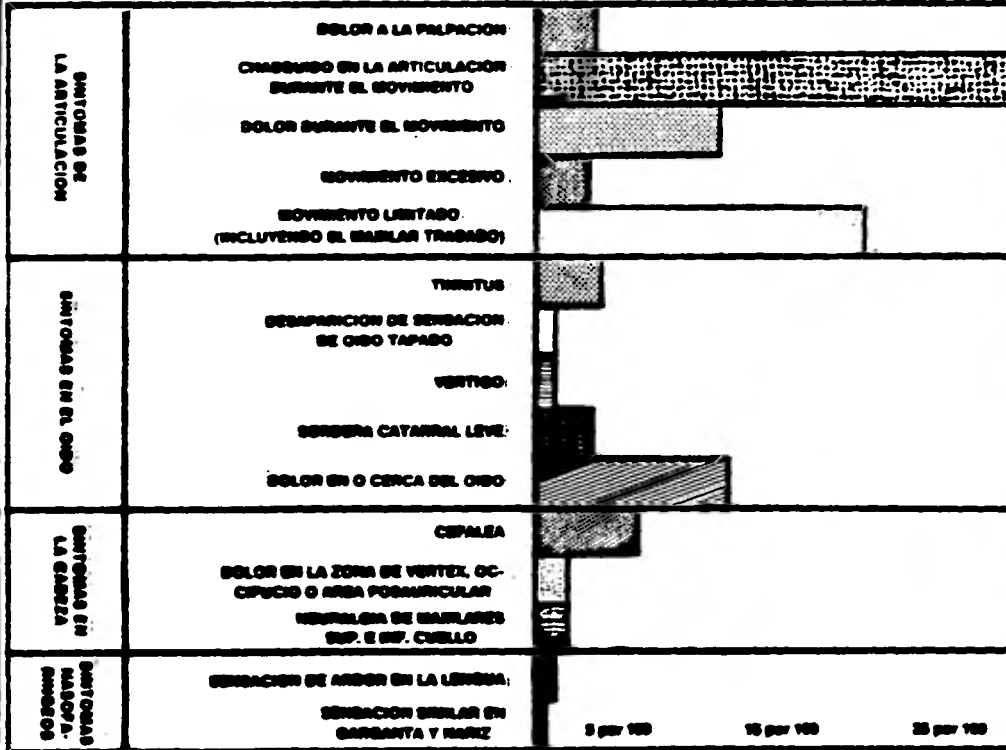 SINTOMAS DE
LA ARTICULACION
DOLOR A LA PALPACION
CHASQUIDO EN LA ARTICULACION
DURANTE EL MOVIMIENTO
DOLOR DURANTE EL MOVIMIENTO
MOVIMIENTO EXCESIVO
MOVIMIENTO LIMITADO
(INCLUYENDO EL MAXILAR TRABADO)
SINTOMAS EN EL OIDO
TINNITUS
DESAPARICION DE SENSACION
DE OIDO TAPADO
VERTIGO
SORDERA CATARRAL LEVE
DOLOR EN O CERCA DEL OIDO
SINTOMAS EN
LA CABEZA
CEFALEA
DOLOR EN LA ZONA DE VERTEX, OC-
CIPUCIO O AREA POSAURICULAR
NEURALGIA DE MAXILARES
SUP. E INF. CUELLO
SINTOMAS
NASOFA-
SENSACION DE ARDOR EN LA LENGUA
SENSACION SIMILAR EN
GARGANTA Y NARIZ
5 por 100
15 por 100
25 por 100